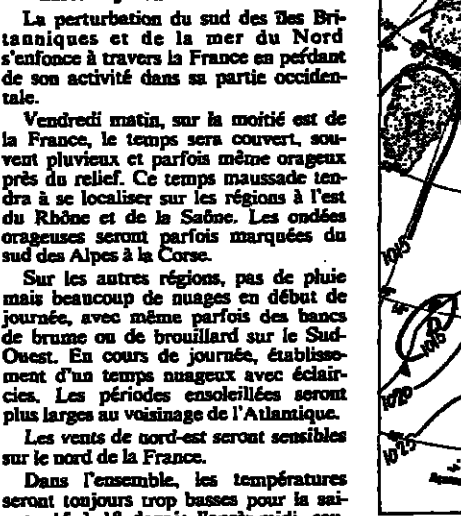 La perturbation du sud des Iles Bri-
tanniques et de la mer du Nord
s'enfonce à travers la France en perdant
de son activité dans sa partie occiden-
tale.
Vendredi matin, sur la moitié est de
la France, le temps sera couvert, sou-
vent pluvieux et parfois même orageux
près du relief. Ce temps maussade ten-
dra à se localiser sur les régions à l'est
du Rhône et de la Saône. Les ondées
orageuses seront parfois marquées du
sud des Alpes à la Corse.
Sur les autres régions, pas de pluie
mais beaucoup de nuages en début de
journée, avec même parfois des bancs
de brume ou de brouillard sur le Sud-
Ouest. En cours de journée, établisse-
ment d'un temps nuageux avec éclair-
cies. Les périodes ensoleillées seront
plus larges au voisinage de l'Atlantique.
Les vents de nord-est seront sensibles
sur le nord de la France.
Dans l'ensemble, les températures
seront toujours trop basses pour la sai-
1015
1015
1020
1025